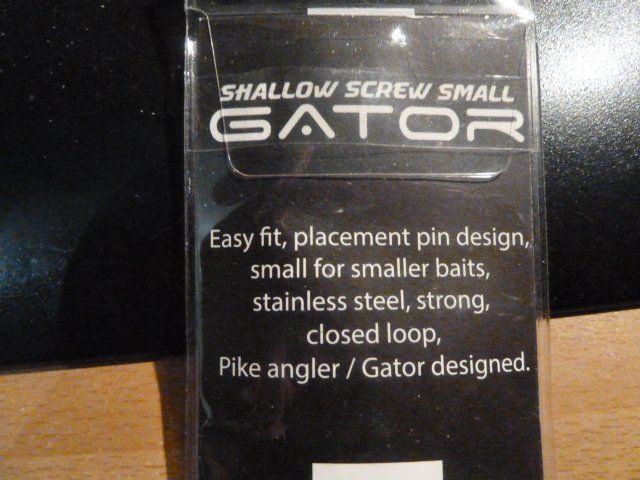 SHALLOW SCREW SMALL
GATOR
Easy fit, placement pin design,
small for smaller baits,
stainless steel, strong,
closed loop,
Pike angler / Gator designed.